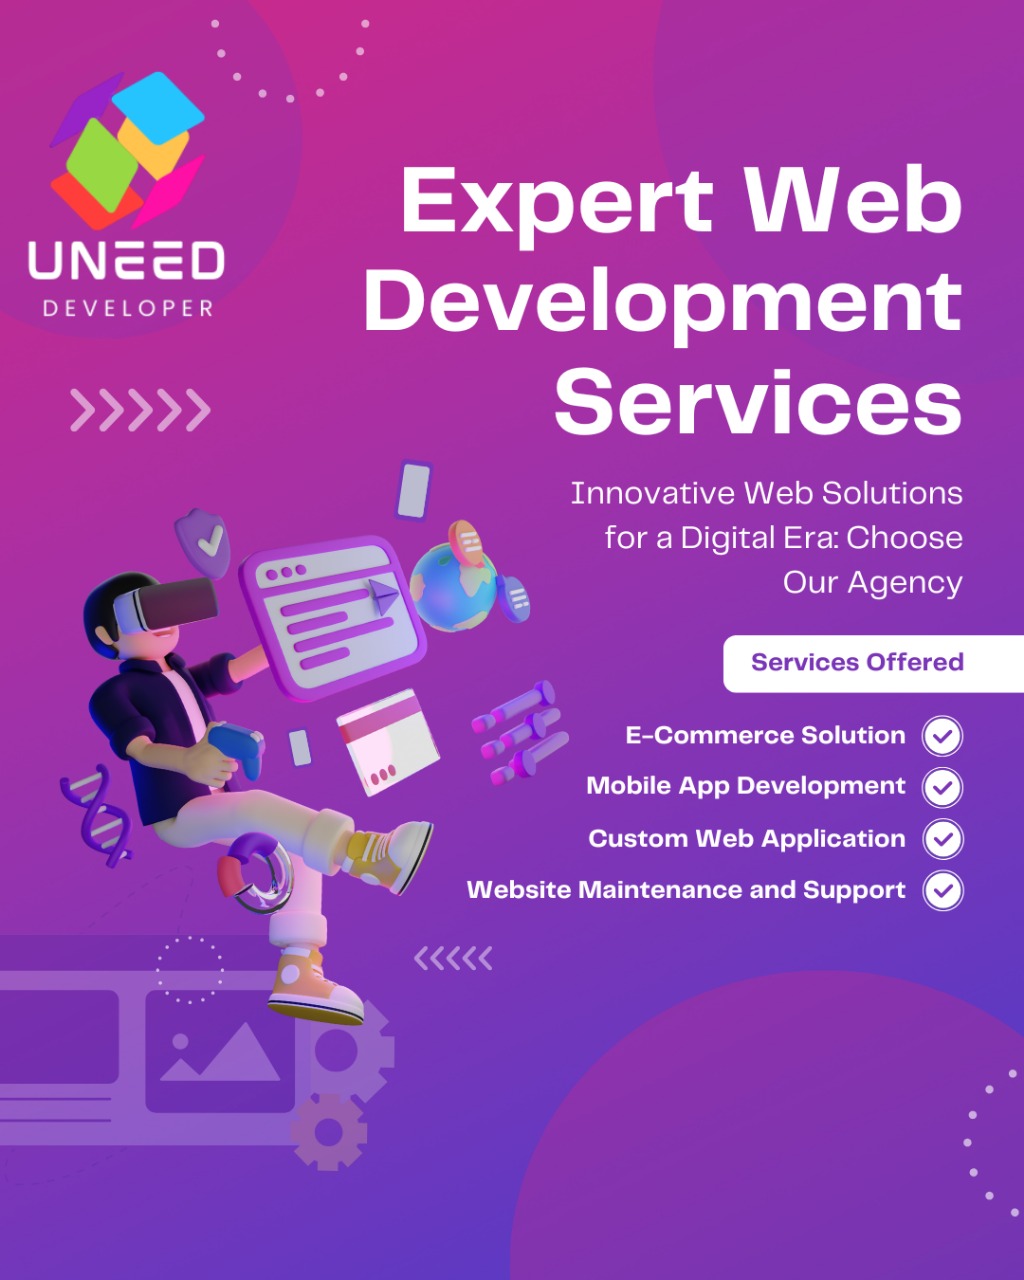 UNEED
DEVELOPER
Expert Web
Development
Services
Innovative Web Solutions
for a Digital Era: Choose
Our Agency
Services Offered
E-Commerce Solution
Mobile App Development
Custom Web Application
Website Maintenance and Support